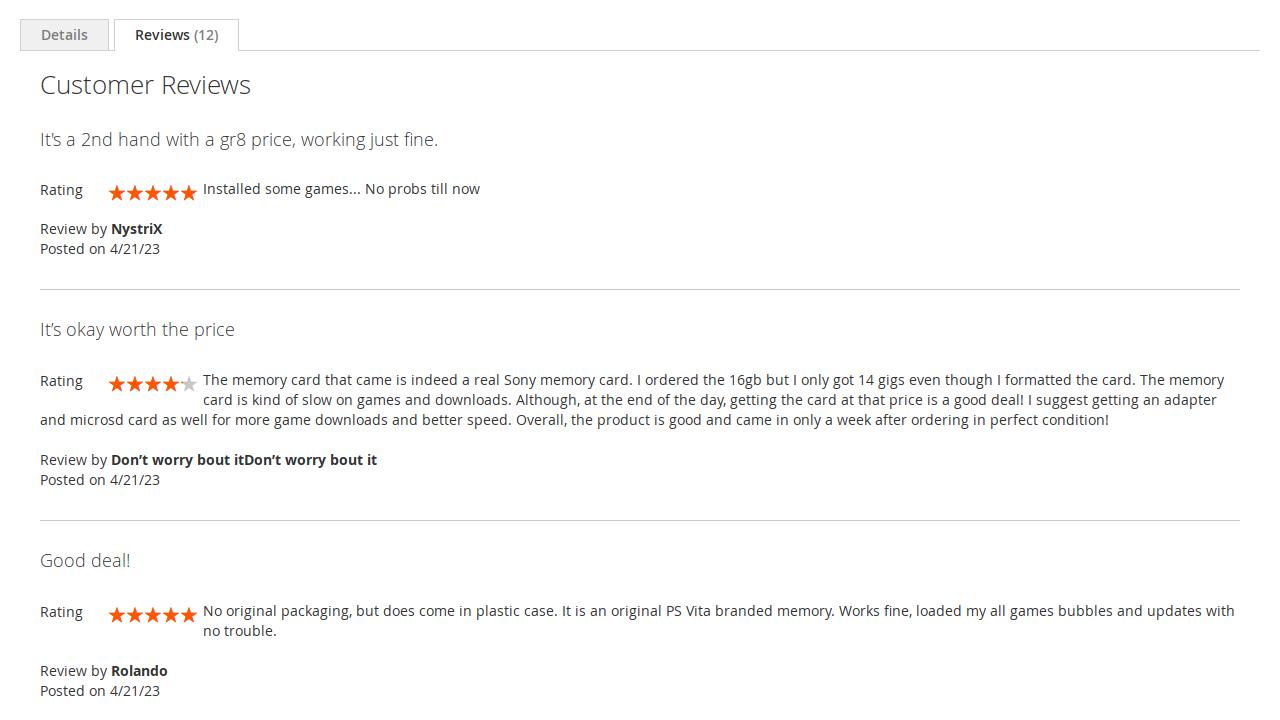 Details
Reviews (12)
Customer Reviews
It's a 2nd hand with a gr8 price, working just fine.
Rating Installed some games... No probs till now
Review by NystriX
Posted on 4/21/23
It’s okay worth the price
Rating The memory card that came is indeed a real Sony memory card. I ordered the 16gb but I only got 14 gigs even though I formatted the card. The memory
card is kind of slow on games and downloads. Although, at the end of the day, getting the card at that price is a good deal! I suggest getting an adapter
and microsd card as well for more game downloads and better speed. Overall, the product is good and came in only a week after ordering in perfect condition!
Review by Don’t worry bout itDon’t worry bout it
Posted on 4/21/23
Good deal!
Rating No original packaging, but does come in plastic case. It is an original PS Vita branded memory. Works fine, loaded my all games bubbles and updates with
no trouble.
Review by Rolando
Posted on 4/21/23